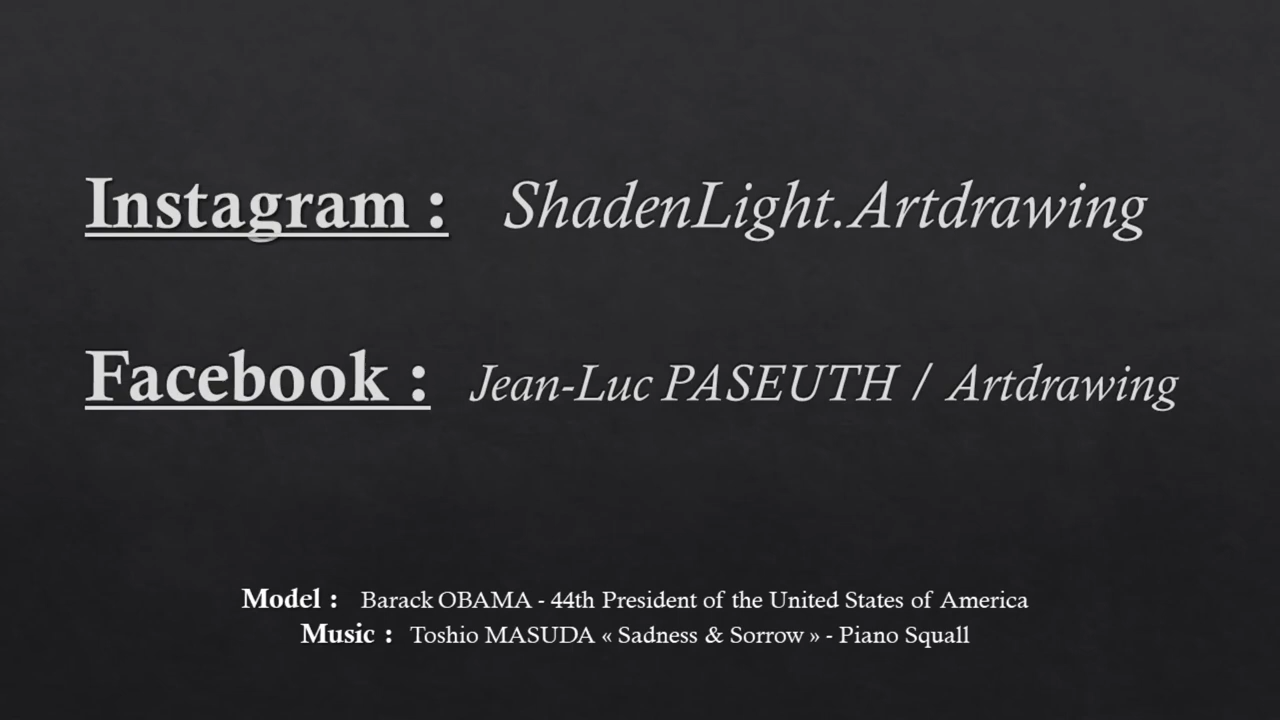 Instagram : ShadenLight.Artdrawing
Facebook : Jean-Luc PASEUTH / Artdrawing
Model : Barack OBAMA - 44th President of the United States of America
Music : Toshio MASUDA « Sadness & Sorrow » - Piano Squall